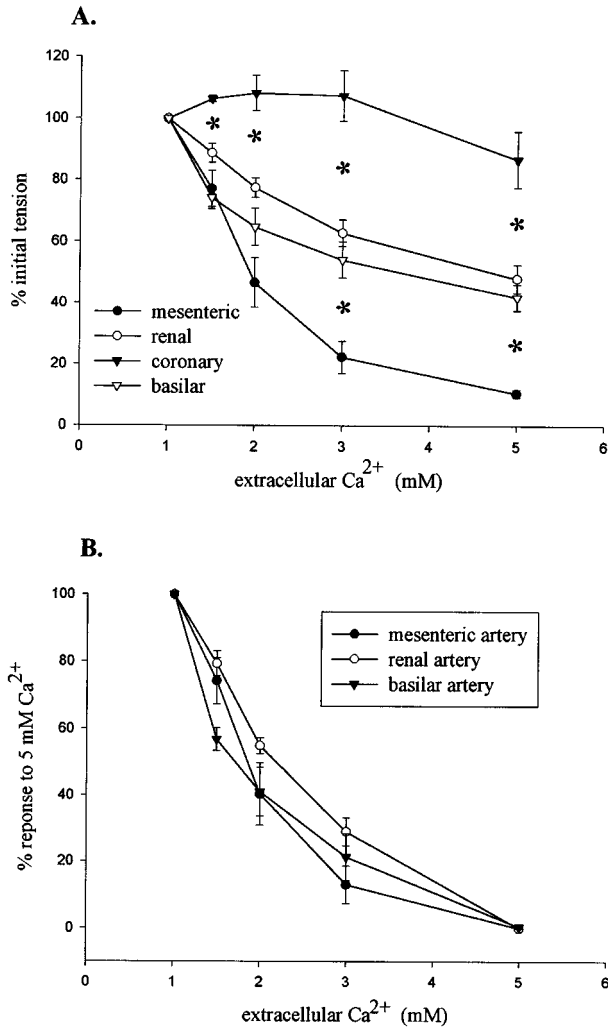 A.
120
100
80
60
40
20
0
% initial tension
*
*
*
*
*
*
mesenteric
renal
coronary
basilar
0 1 2 3 4 5 6
extracellular Ca2+ (mM)
B.
100
80
60
40
20
0
% reponse to 5 mM Ca2+
mesenteric artery
renal artery
basilar artery
0 1 2 3 4 5 6
extracellular Ca2+ (mM)